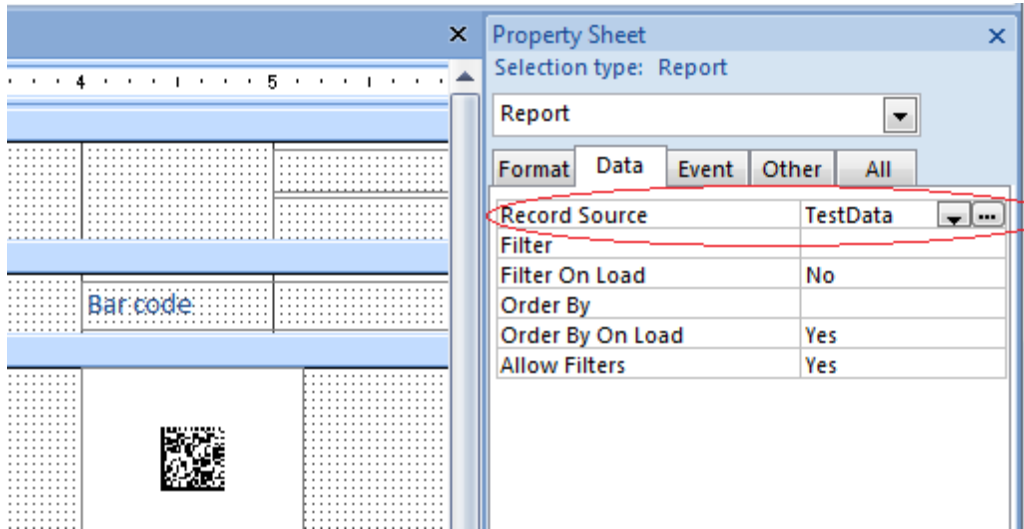 Property Sheet
Selection type: Report
4 5
Report
Format Data Event Other All
Record Source TestData
Filter
Filter On Load No
Order By
Order By On Load Yes
Allow Filters Yes
Bar code